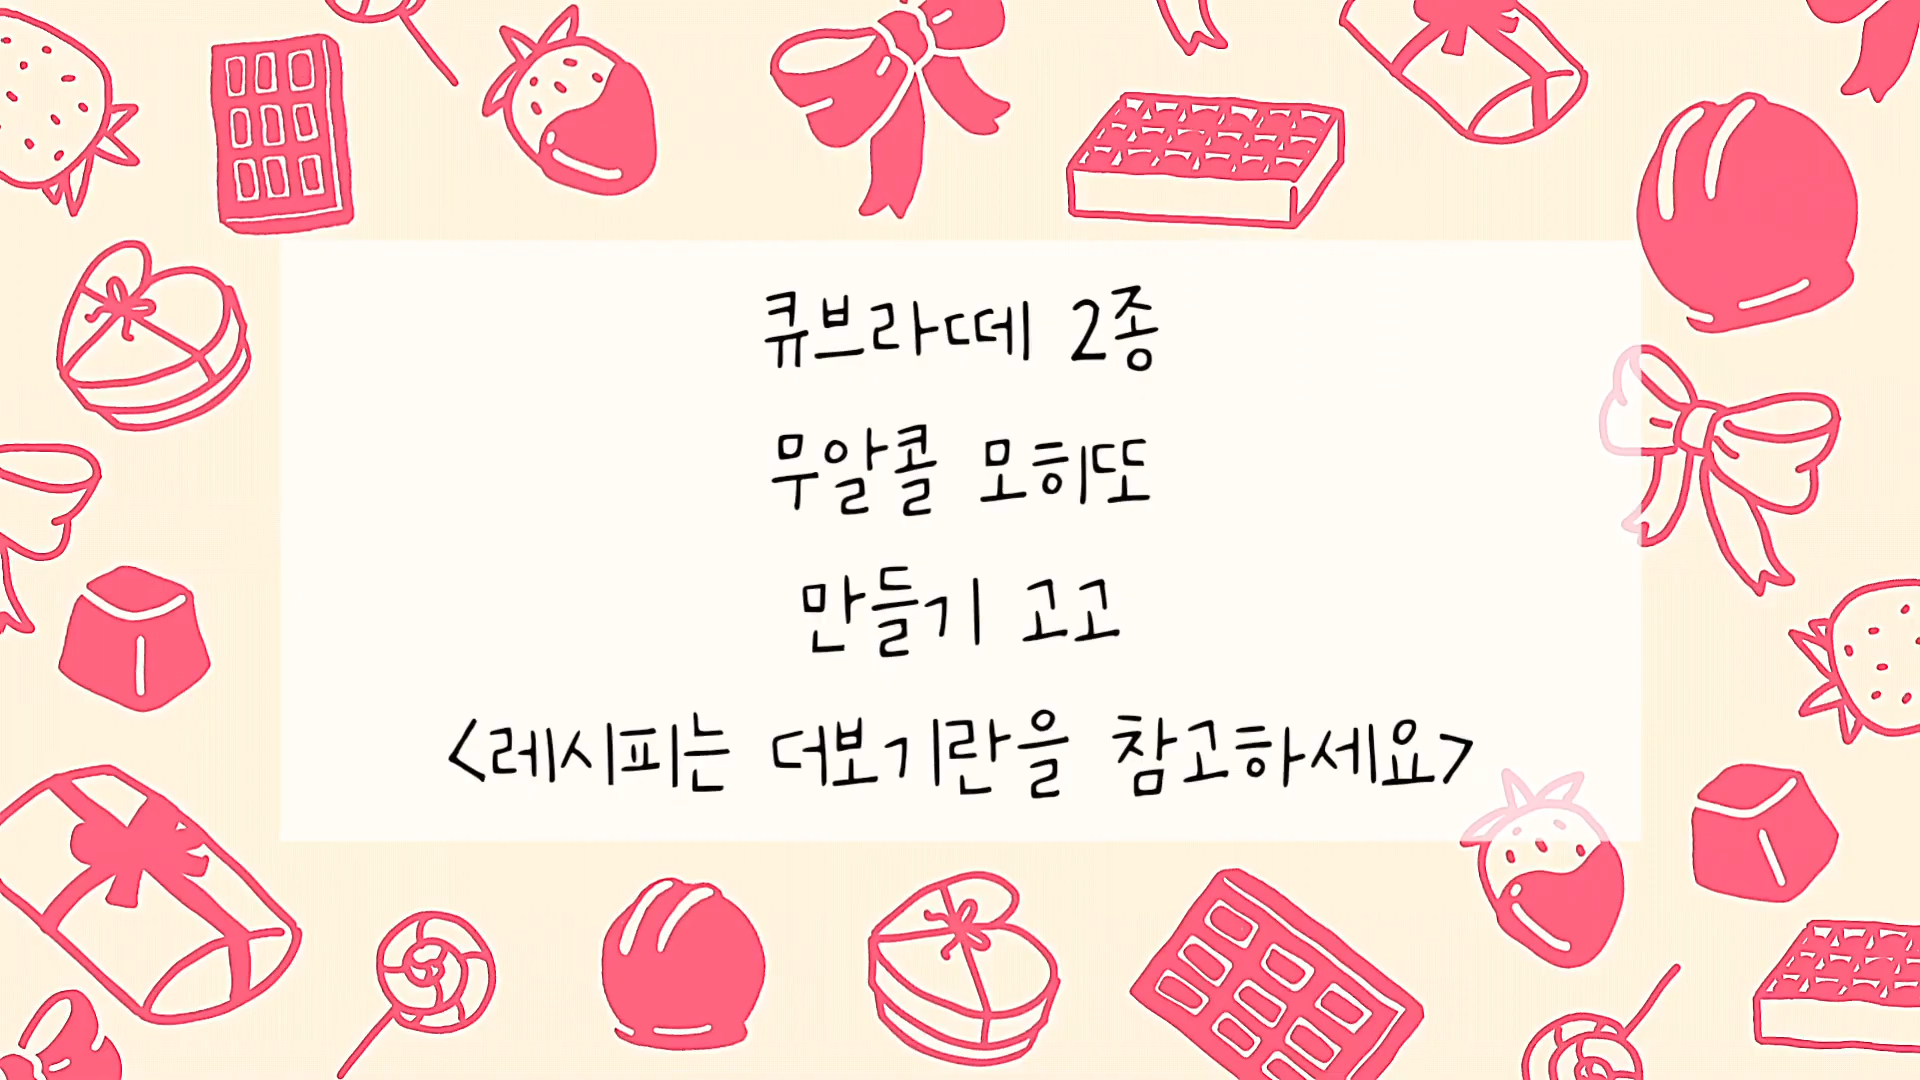 큐브라떼 2종
무알콜 모히또
만들기 고고
<레시피는 더보기란을 참고하세요>